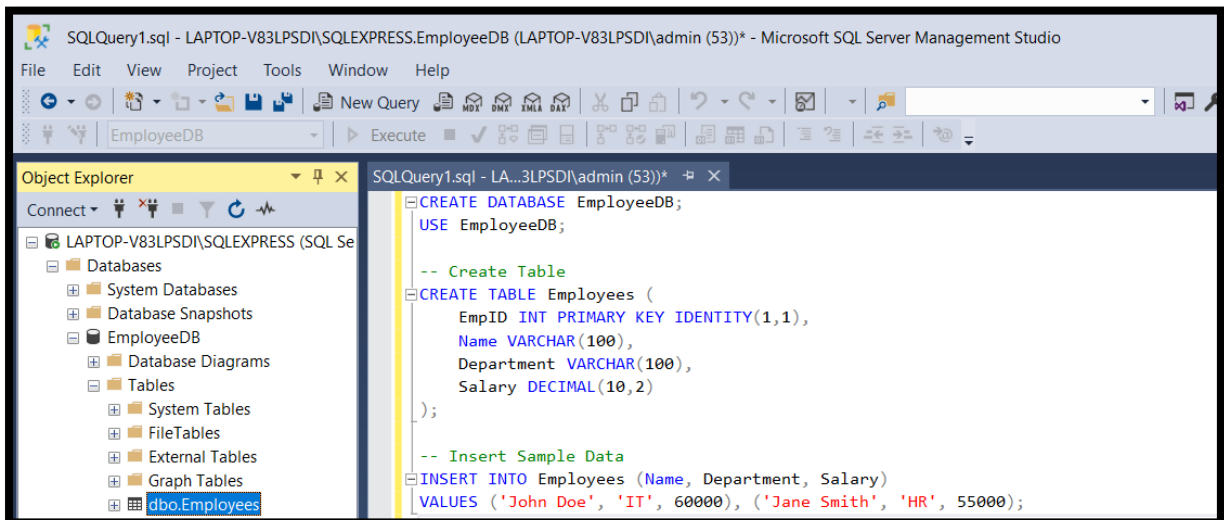 SQLQuery1.sql - LAPTOP-V83LPSDI\SQLEXPRESS.EmployeeDB (LAPTOP-V83LPSDI\admin (53))* - Microsoft SQL Server Management Studio
File Edit View Project Tools Window Help
New Query MDX DMX XMLA DAX
EmployeeDB Execute
Object Explorer
Connect
LAPTOP-V83LPSDI\SQLEXPRESS (SQL Se
Databases
System Databases
Database Snapshots
EmployeeDB
Database Diagrams
Tables
System Tables
FileTables
External Tables
Graph Tables
dbo.Employees
SQLQuery1.sql - LA...3LPSDI\admin (53))*
CREATE DATABASE EmployeeDB;
USE EmployeeDB;
-- Create Table
CREATE TABLE Employees (
EmpID INT PRIMARY KEY IDENTITY(1,1),
Name VARCHAR(100),
Department VARCHAR(100),
Salary DECIMAL(10,2)
);
-- Insert Sample Data
INSERT INTO Employees (Name, Department, Salary)
VALUES ('John Doe', 'IT', 60000), ('Jane Smith', 'HR', 55000);